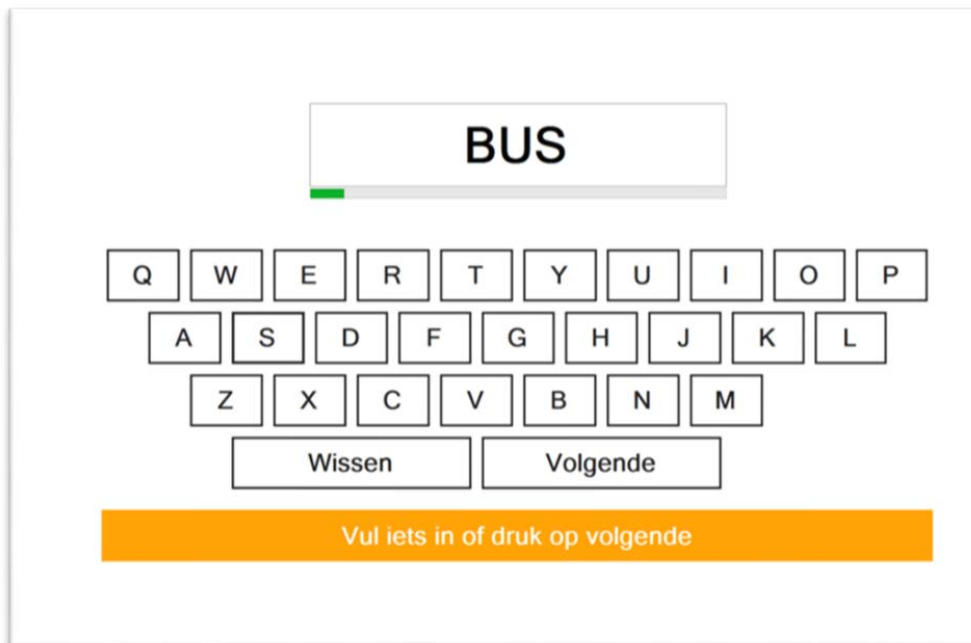 BUS
Q W E R T Y U I O P
A S D F G H J K L
Z X C V B N M
Wissen Volgende
Vul iets in of druk op volgende